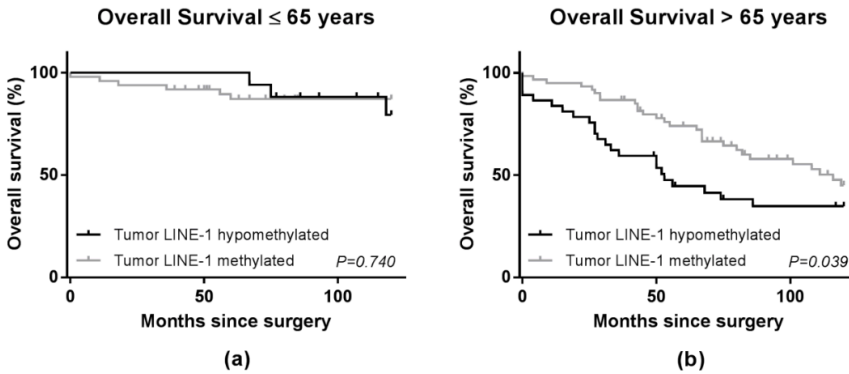 Overall Survival ≤ 65 years
Overall survival (%)
100
50
0
Tumor LINE-1 hypomethylated
Tumor LINE-1 methylated
P=0.740
0
50
100
Months since surgery
(a)
Overall Survival > 65 years
Overall survival (%)
100
50
0
Tumor LINE-1 hypomethylated
Tumor LINE-1 methylated
P=0.039
0
50
100
Months since surgery
(b)